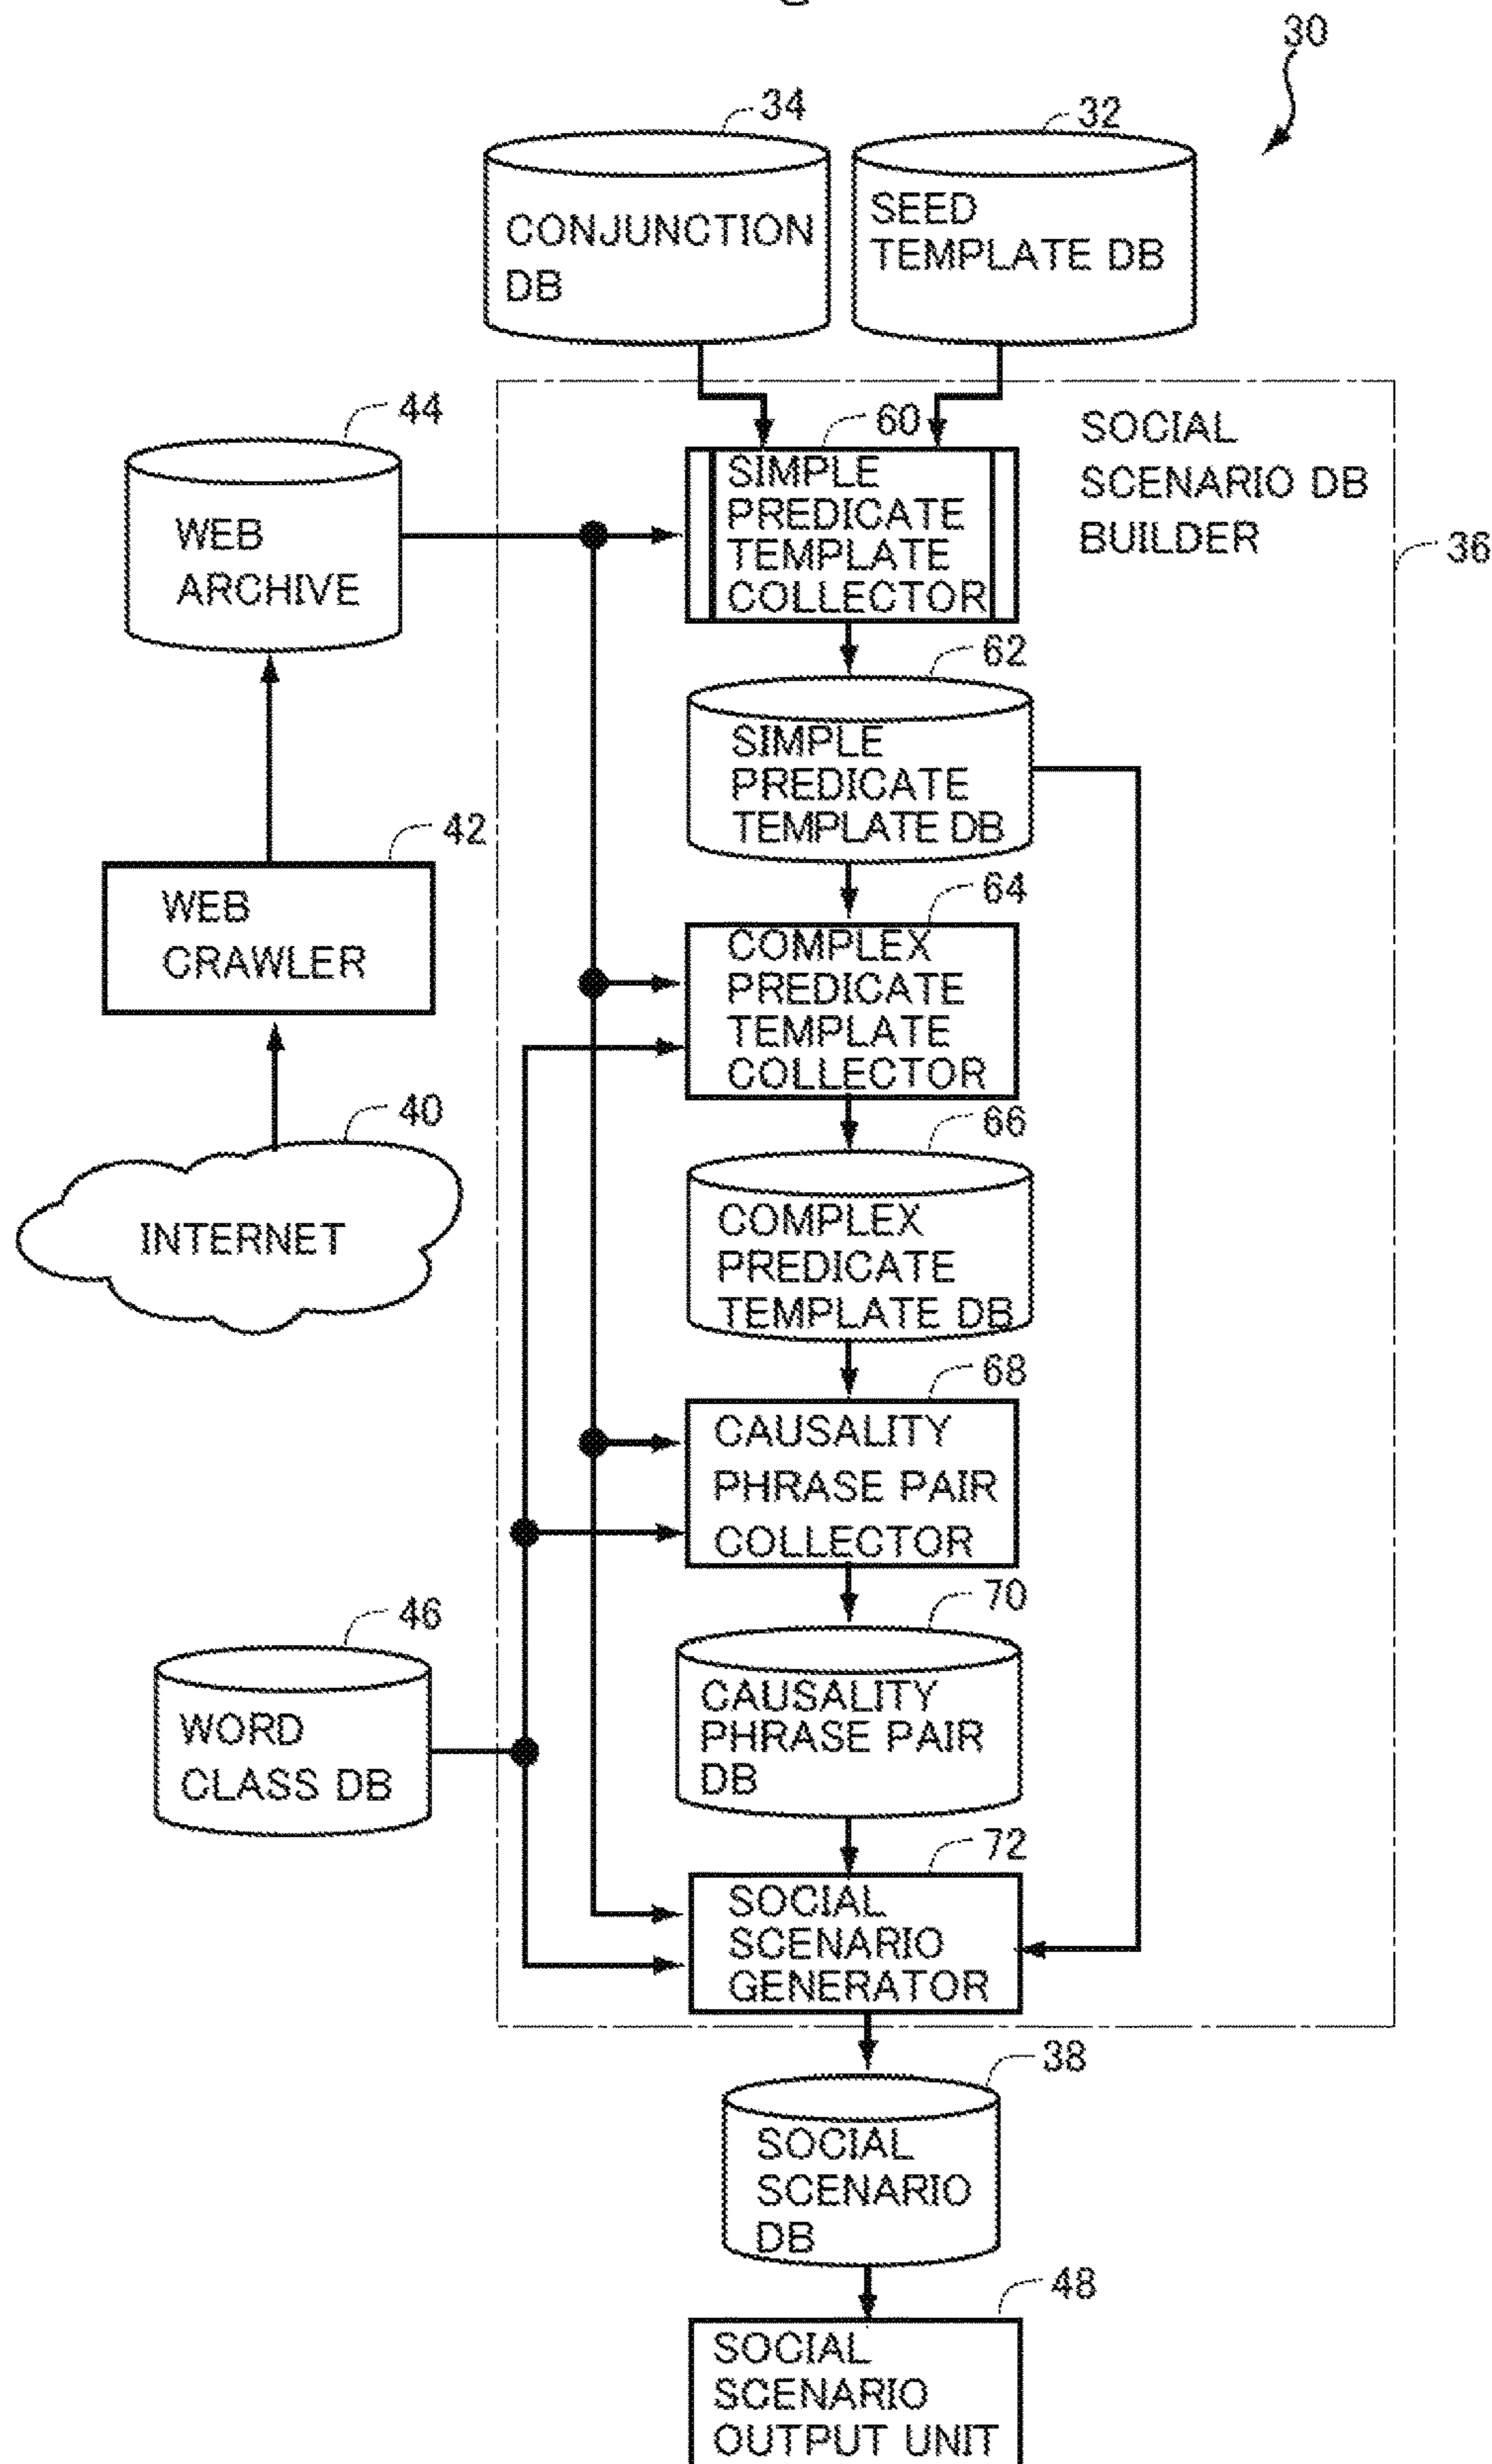 30
34
32
CONJUNCTION
DB
SEED
TEMPLATE DB
44
60
SOCIAL
SCENARIO DB
BUILDER
36
WEB
ARCHIVE
SIMPLE
PREDICATE
TEMPLATE
COLLECTOR
62
SIMPLE
PREDICATE
TEMPLATE DB
42
WEB
CRAWLER
64
COMPLEX
PREDICATE
TEMPLATE
COLLECTOR
40
INTERNET
66
COMPLEX
PREDICATE
TEMPLATE DB
68
CAUSALITY
PHRASE PAIR
COLLECTOR
46
WORD
CLASS DB
70
CAUSALITY
PHRASE PAIR
DB
72
SOCIAL
SCENARIO
GENERATOR
38
SOCIAL
SCENARIO
DB
48
SOCIAL
SCENARIO
OUTPUT UNIT